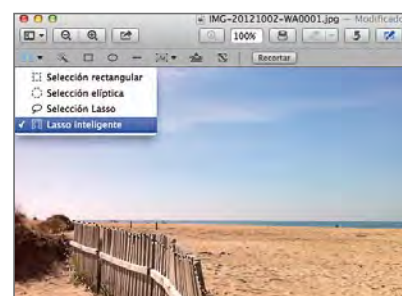 IMG-20121002-WA0001.jpg — Modificado
100%
Recortar
Selección rectangular
Selección elíptica
Selección Lasso
Lasso inteligente